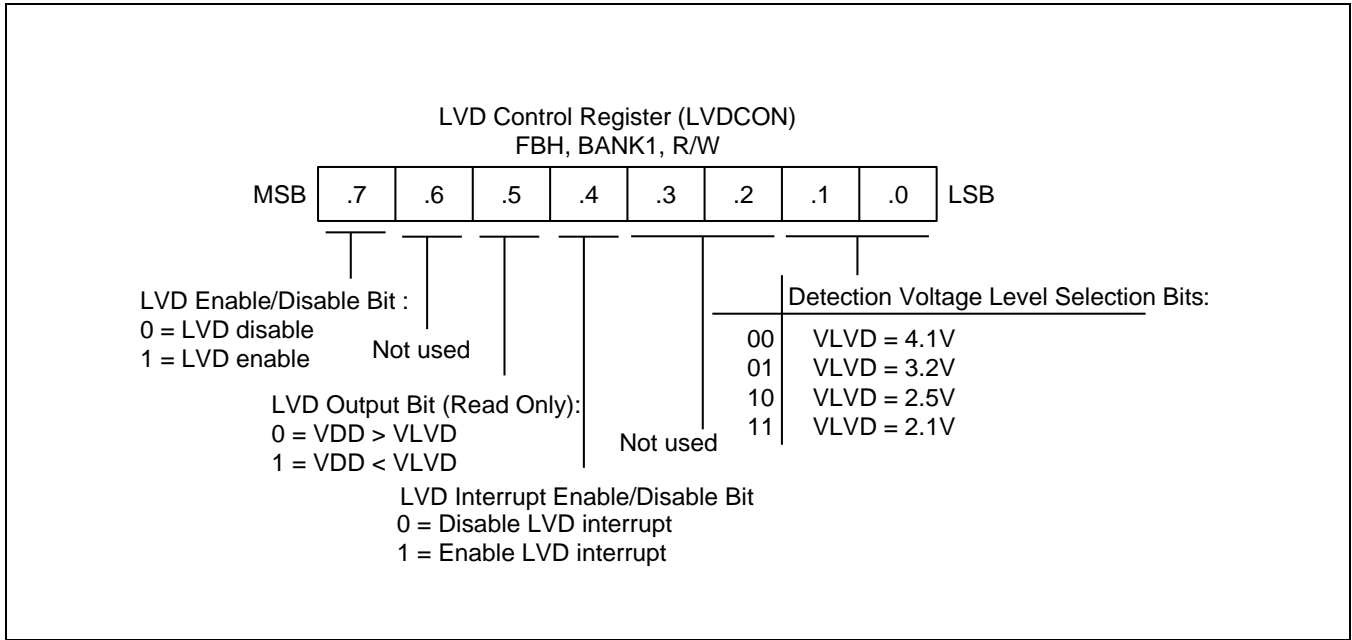 LVD Control Register (LVDCON)
FBH, BANK1, R/W
MSB .7 .6 .5 .4 .3 .2 .1 .0 LSB
LVD Enable/Disable Bit :
0 = LVD disable
1 = LVD enable
Not used
LVD Output Bit (Read Only):
0 = VDD > VLVD
1 = VDD < VLVD
LVD Interrupt Enable/Disable Bit
0 = Disable LVD interrupt
1 = Enable LVD interrupt
Not used
Detection Voltage Level Selection Bits:
00 VLVD = 4.1V
01 VLVD = 3.2V
10 VLVD = 2.5V
11 VLVD = 2.1V